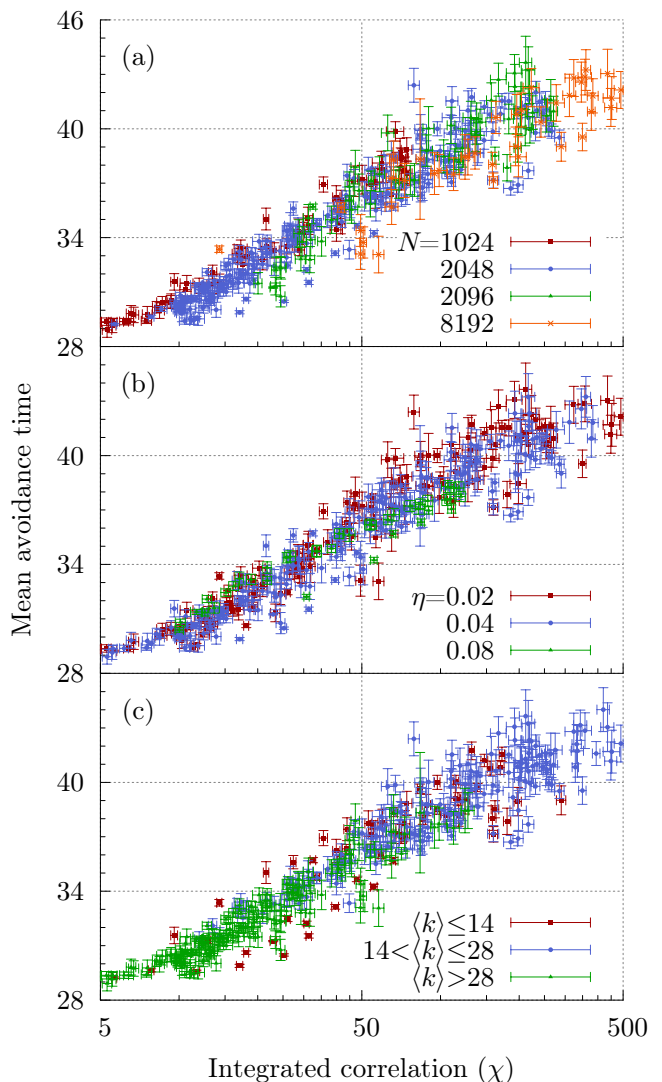 46
(a)
40
34
N=1024
2048
2096
8192
28
(b)
40
Mean avoidance time
34
η=0.02
0.04
0.08
28
(c)
40
34
⟨k⟩≤14
14<⟨k⟩≤28
⟨k⟩>28
28
5
50
500
Integrated correlation (χ)